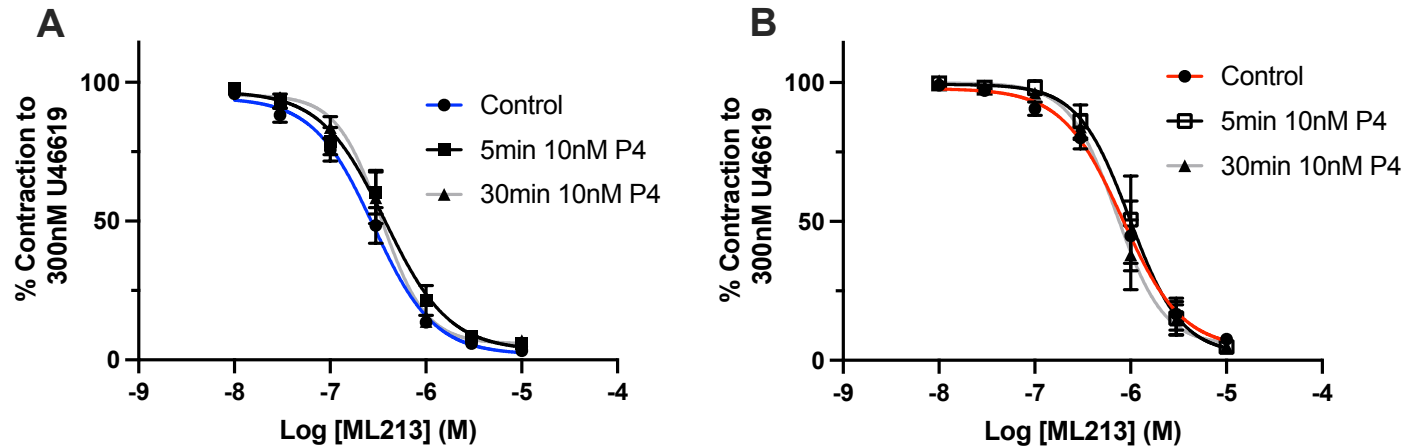 A
% Contraction to
300nM U46619
100
50
0
-9
-8
-7
-6
-5
-4
Log [ML213] (M)
Control
5min 10nM P4
30min 10nM P4
B
% Contraction to
300nM U46619
100
50
0
-9
-8
-7
-6
-5
-4
Log [ML213] (M)
Control
5min 10nM P4
30min 10nM P4